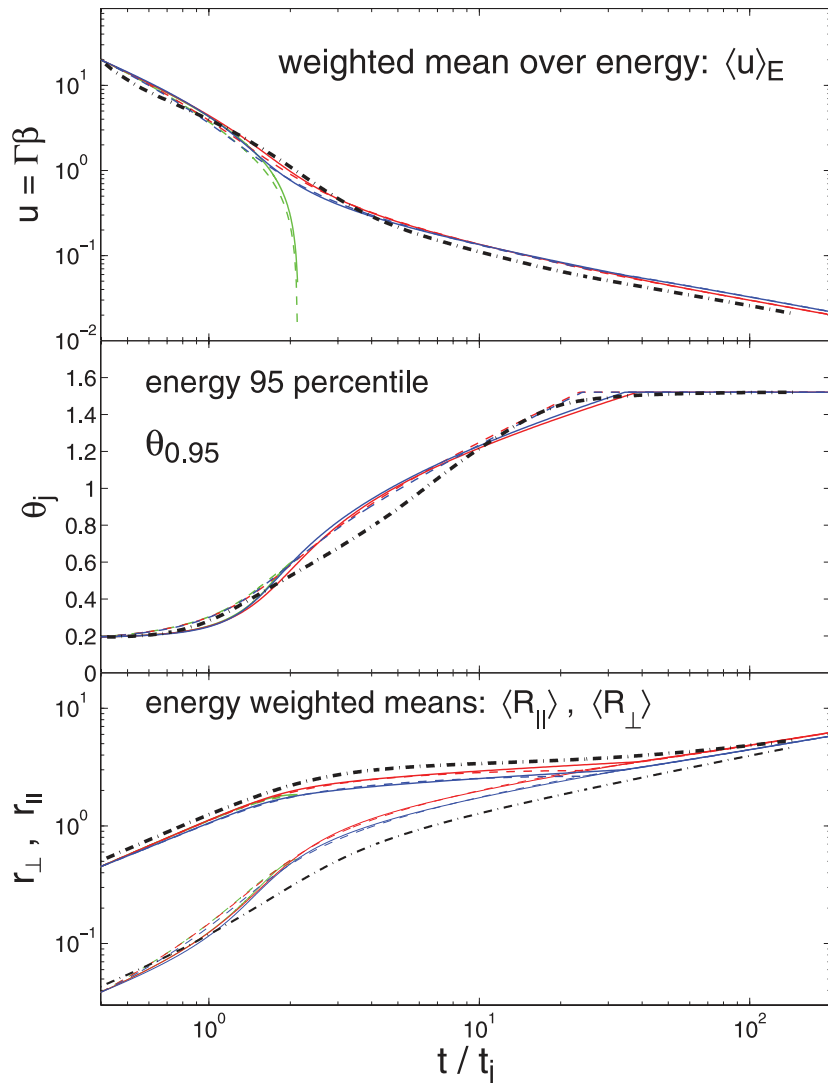 weighted mean over energy: ⟨u⟩E
u = Γβ
10^1
10^0
10^-1
10^-2
energy 95 percentile
θ0.95
θj
1.6
1.4
1.2
1
0.8
0.6
0.4
0.2
0
energy weighted means: ⟨R||⟩ , ⟨R⊥⟩
r⊥ , r||
10^1
10^0
10^-1
10^0
10^1
10^2
t / tj